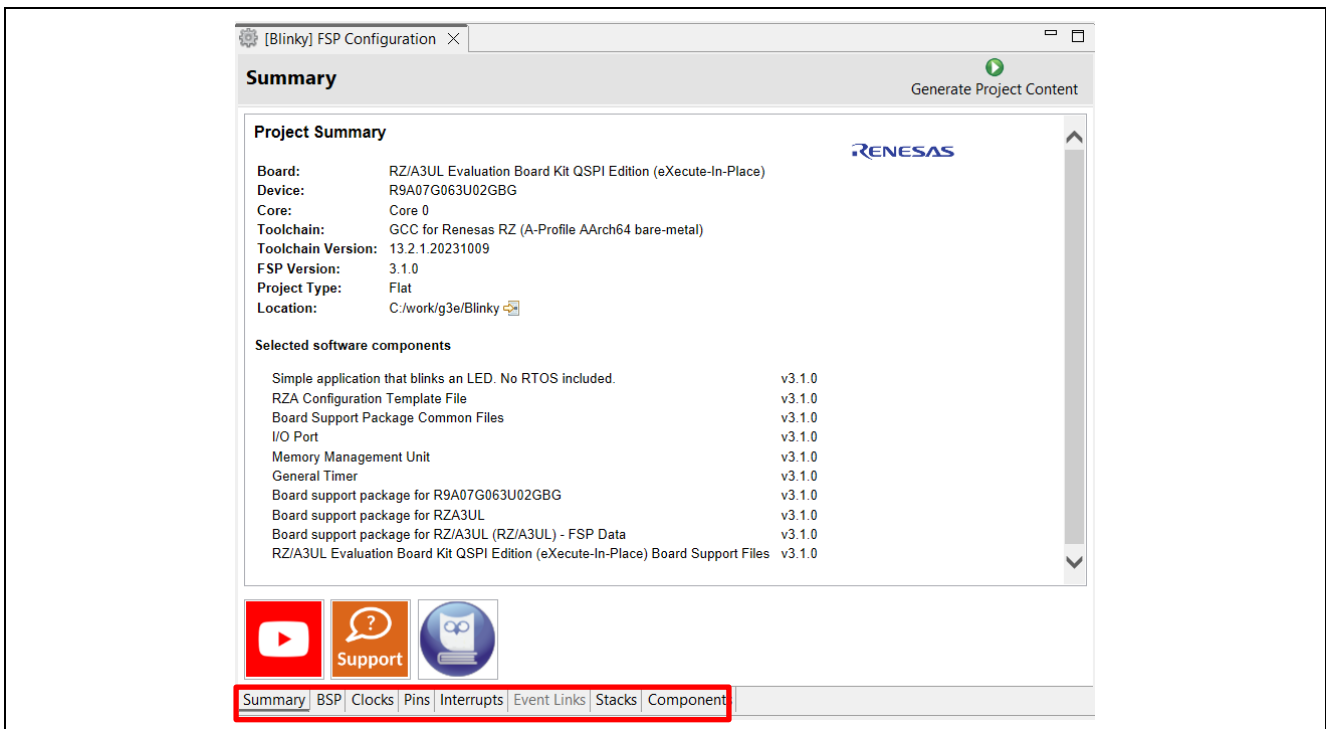 [Blinky] FSP Configuration
Summary
Generate Project Content
Project Summary
RENESAS
Board: RZ/A3UL Evaluation Board Kit QSPI Edition (eXecute-In-Place)
Device: R9A07G063U02GBG
Core: Core 0
Toolchain: GCC for Renesas RZ (A-Profile AArch64 bare-metal)
Toolchain Version: 13.2.1.20231009
FSP Version: 3.1.0
Project Type: Flat
Location: C:/work/g3e/Blinky
Selected software components
Simple application that blinks an LED. No RTOS included. v3.1.0
RZA Configuration Template File v3.1.0
Board Support Package Common Files v3.1.0
I/O Port v3.1.0
Memory Management Unit v3.1.0
General Timer v3.1.0
Board support package for R9A07G063U02GBG v3.1.0
Board support package for RZA3UL v3.1.0
Board support package for RZ/A3UL (RZ/A3UL) - FSP Data v3.1.0
RZ/A3UL Evaluation Board Kit QSPI Edition (eXecute-In-Place) Board Support Files v3.1.0
?
Support
Summary BSP Clocks Pins Interrupts Event Links Stacks Components